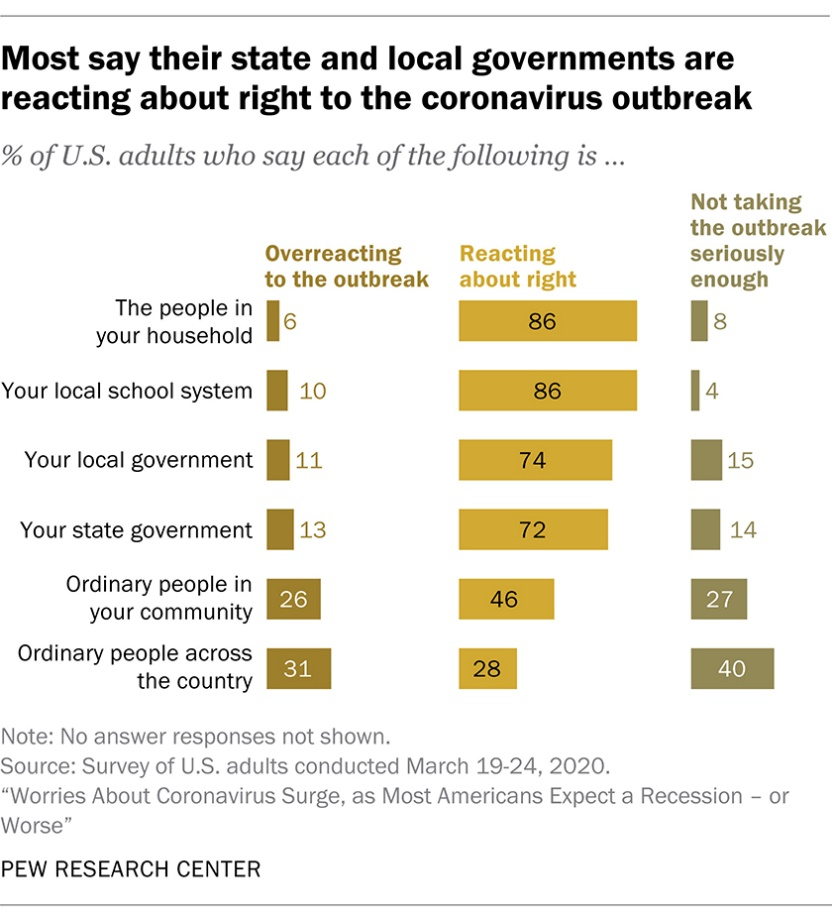 Most say their state and local governments are
reacting about right to the coronavirus outbreak
% of U.S. adults who say each of the following is ...
Overreacting
to the outbreak
Reacting
about right
Not taking
the outbreak
seriously
enough
The people in
your household
6
86
8
Your local school system
10
86
4
Your local government
11
74
15
Your state government
13
72
14
Ordinary people in
your community
26
46
27
Ordinary people across
the country
31
28
40
Note: No answer responses not shown.
Source: Survey of U.S. adults conducted March 19-24, 2020.
“Worries About Coronavirus Surge, as Most Americans Expect a Recession – or
Worse”
PEW RESEARCH CENTER